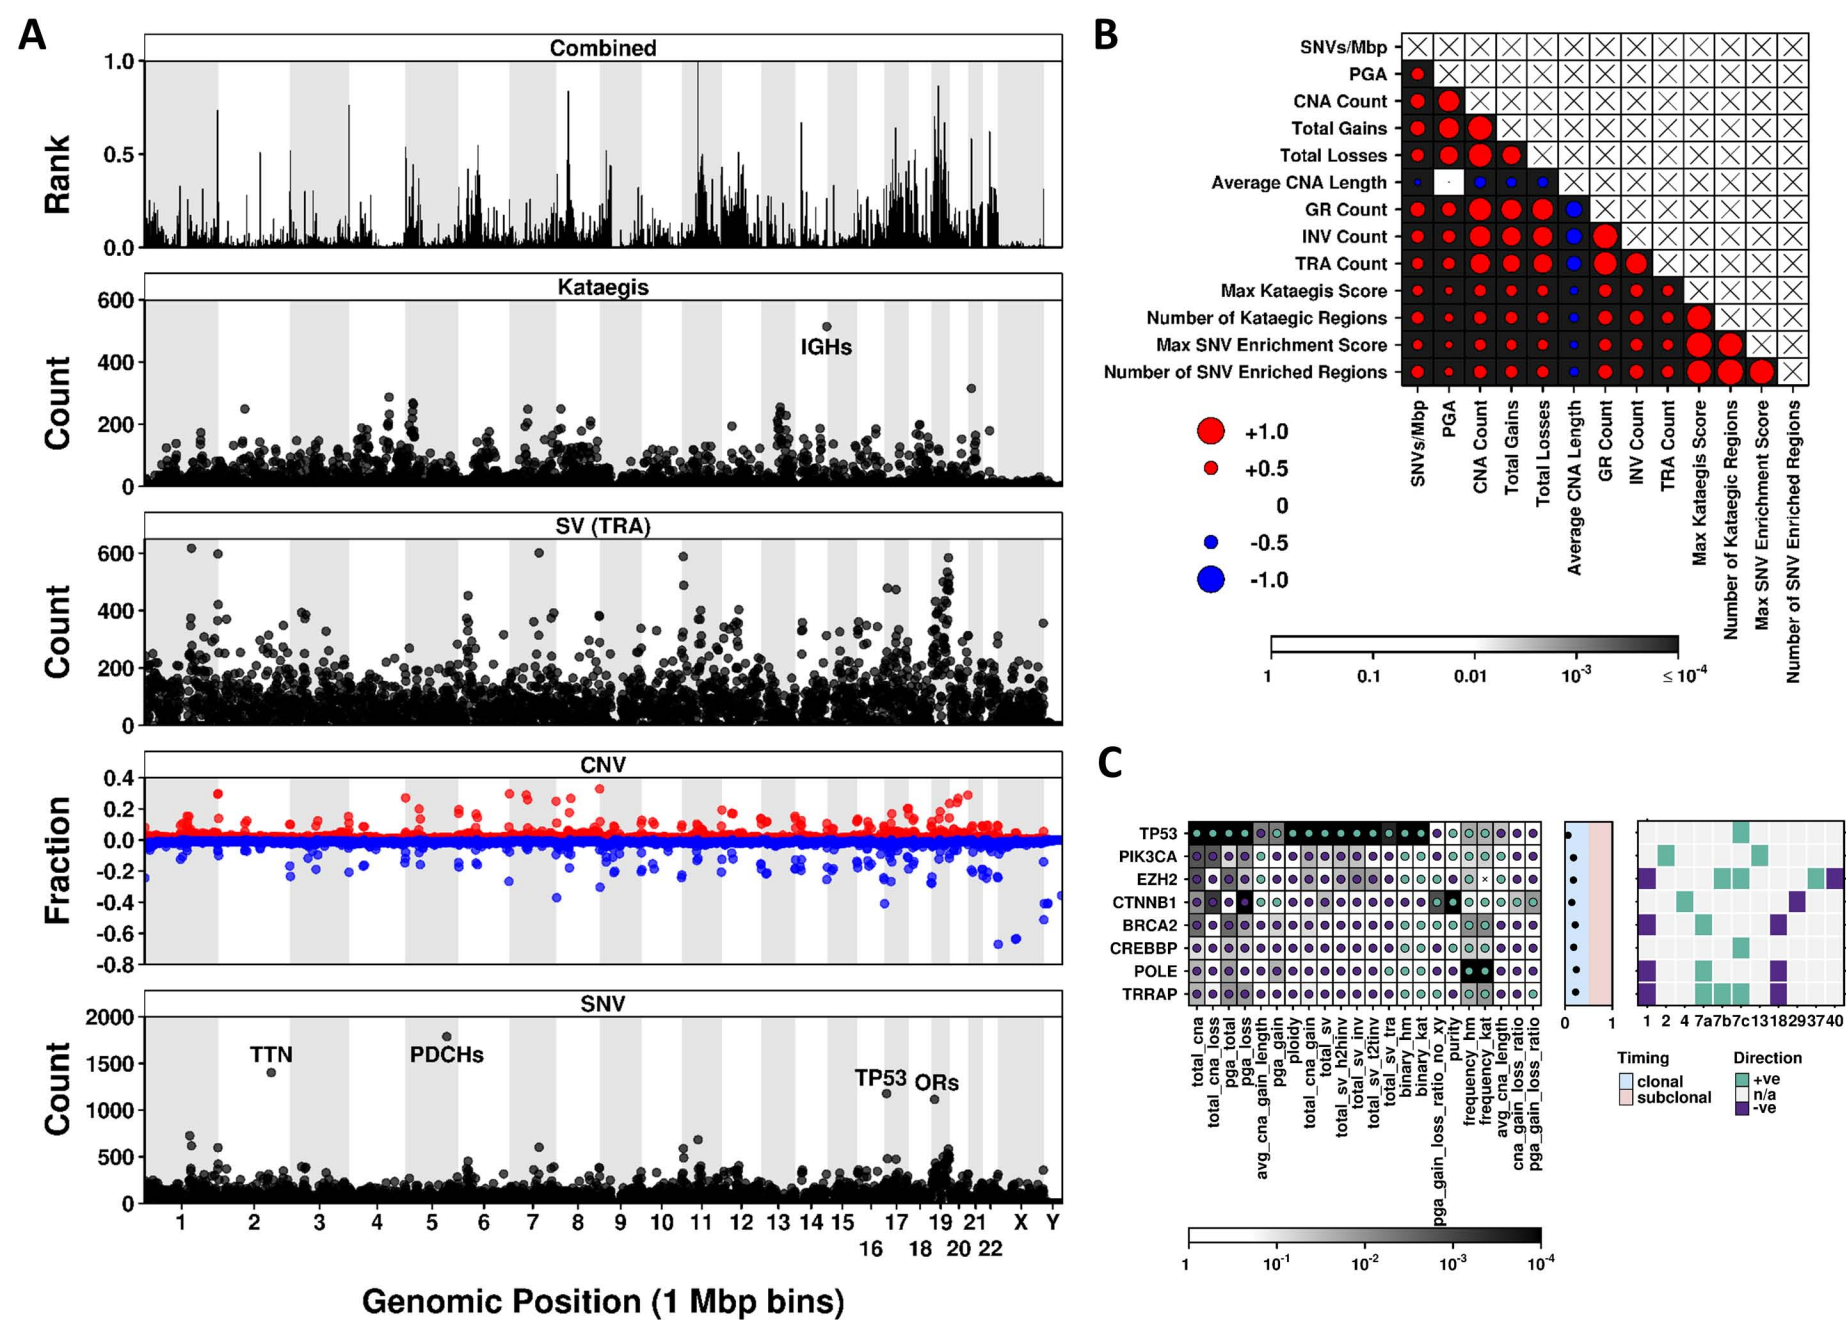 A
Combined
Rank
1.0
0.5
0.0
Kataegis
Count
600
400
200
0
IGHs
SV (TRA)
Count
600
400
200
0
CNV
Fraction
0.4
0.2
0.0
-0.2
-0.4
-0.6
-0.8
SNV
Count
2000
1500
1000
500
0
TTN
PDCHs
TP53
ORs
1 2 3 4 5 6 7 8 9 10 11 12 13 14 15 17 19 21 X Y
16 18 20 22
Genomic Position (1 Mbp bins)
B
SNVs/Mbp
PGA
CNA Count
Total Gains
Total Losses
Average CNA Length
GR Count
INV Count
TRA Count
Max Kataegis Score
Number of Kataegic Regions
Max SNV Enrichment Score
Number of SNV Enriched Regions
SNVs/Mbp
PGA
CNA Count
Total Gains
Total Losses
Average CNA Length
GR Count
INV Count
TRA Count
Max Kataegis Score
Number of Kataegic Regions
Max SNV Enrichment Score
Number of SNV Enriched Regions
+1.0
+0.5
0
-0.5
-1.0
1 0.1 0.01 10⁻³ ≤ 10⁻⁴
C
TP53
PIK3CA
EZH2
CTNNB1
BRCA2
CREBBP
POLE
TRRAP
total_cna
total_cna_loss
pga_total
pga_loss
avg_cna_gain_length
pga_gain
ploidy
total_cna_gain
total_sv
total_sv_h2hinv
total_sv_inv
total_sv_t2tinv
total_sv_tra
binary_hm
binary_kat
pga_gain_loss_ratio_no_xy
purity
frequency_hm
frequency_kat
avg_cna_length
cna_gain_loss_ratio
pga_gain_loss_ratio
0 1
1 2 4 7a 7b 7c 13 18 29 37 40
Timing
clonal
subclonal
Direction
+ve
n/a
-ve
1 10⁻¹ 10⁻² 10⁻³ 10⁻⁴